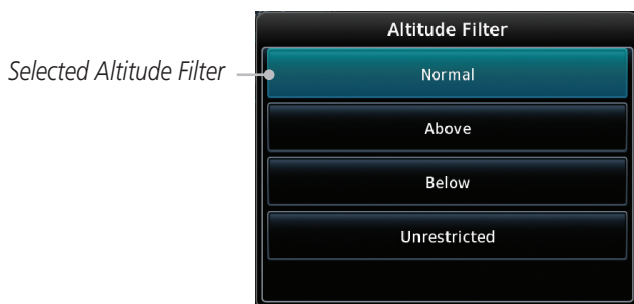 Altitude Filter
Selected Altitude Filter
Normal
Above
Below
Unrestricted